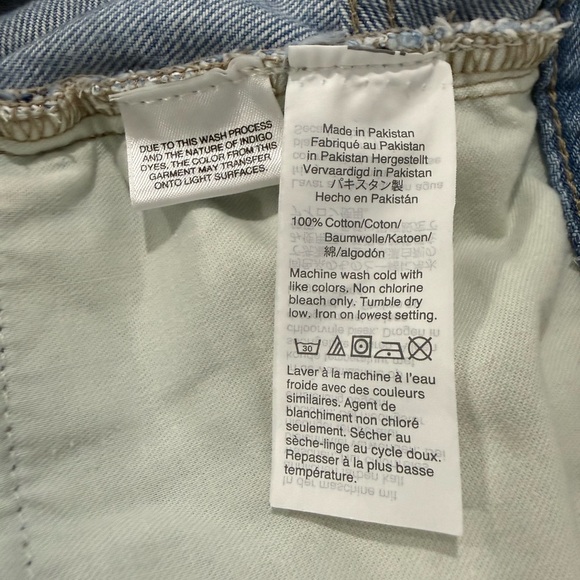 DUE TO THIS WASH PROCESS
AND THE NATURE OF INDIGO
DYES, THE COLOR FROM THIS
GARMENT MAY TRANSFER
ONTO LIGHT SURFACES.
Made in Pakistan
Fabriqué au Pakistan
in Pakistan Hergestellt
Vervaardigd in Pakistan
パキスタン製
Hecho en Pakistán
100% Cotton/Coton/
Baumwolle/Katoen/
綿/algodón
Machine wash cold with
like colors. Non chlorine
bleach only. Tumble dry
low. Iron on lowest setting.
30
Laver à la machine à l'eau
froide avec des couleurs
similaires. Agent de
blanchiment non chloré
seulement. Sécher au
sèche-linge au cycle doux.
Repasser à la plus basse
température.